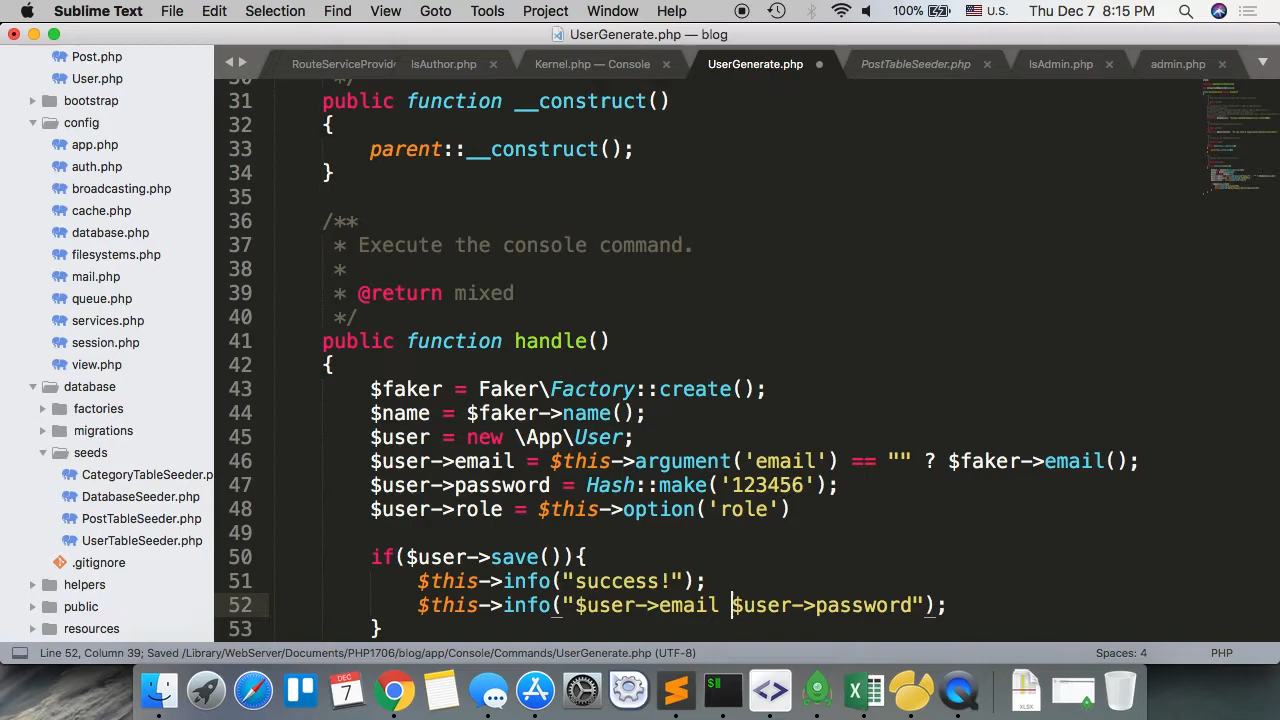 Sublime Text File Edit Selection Find View Goto Tools Project Window Help 100% U.S. Thu Dec 7 8:15 PM
UserGenerate.php — blog
RouteServiceProvid IsAuthor.php Kernel.php — Console UserGenerate.php PostTableSeeder.php IsAdmin.php admin.php
Post.php
User.php
bootstrap
config
app.php
auth.php
broadcasting.php
cache.php
database.php
filesystems.php
mail.php
queue.php
services.php
session.php
view.php
database
factories
migrations
seeds
CategoryTableSeeder.p
DatabaseSeeder.php
PostTableSeeder.php
UserTableSeeder.php
.gitignore
helpers
public
resources
30 */
31 public function __construct()
32 {
33 parent::__construct();
34 }
35
36 /**
37 * Execute the console command.
38 *
39 * @return mixed
40 */
41 public function handle()
42 {
43 $faker = Faker\Factory::create();
44 $name = $faker->name();
45 $user = new \App\User;
46 $user->email = $this->argument('email') == "" ? $faker->email();
47 $user->password = Hash::make('123456');
48 $user->role = $this->option('role')
49
50 if($user->save()){
51 $this->info("success!");
52 $this->info("$user->email $user->password");
53 }
Line 52, Column 39; Saved /Library/WebServer/Documents/PHP1706/blog/app/Console/Commands/UserGenerate.php (UTF-8) Spaces: 4 PHP
DEC
7
XLSX